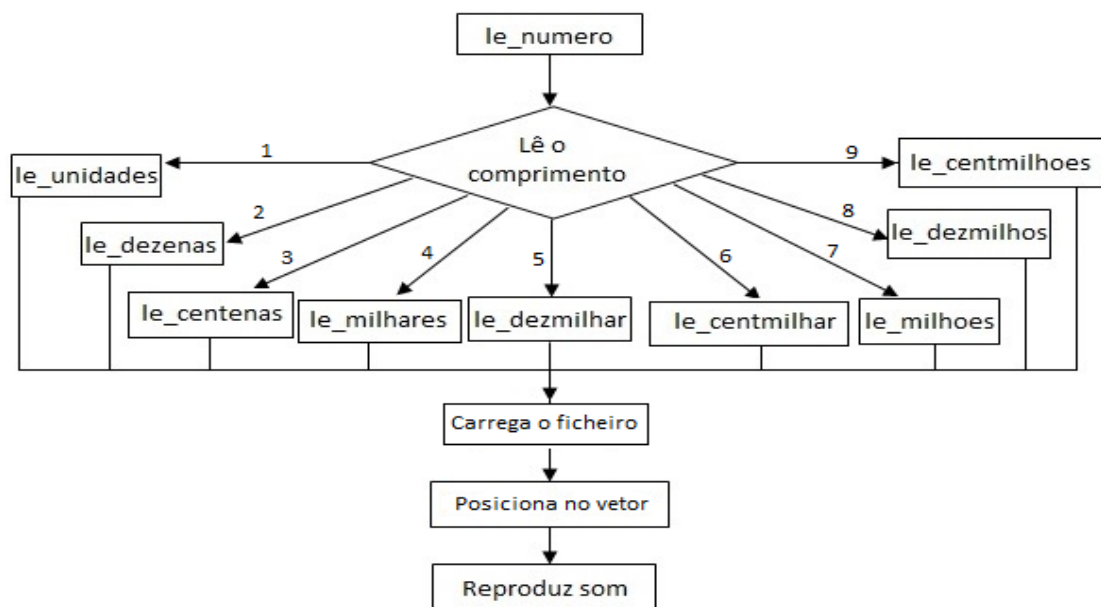 le_numero
Lê o
comprimento
1
le_unidades
2
le_dezenas
3
le_centenas
4
le_milhares
5
le_dezmilhar
6
le_centmilhar
7
le_milhoes
8
le_dezmilhos
9
le_centmilhoes
Carrega o ficheiro
Posiciona no vetor
Reproduz som